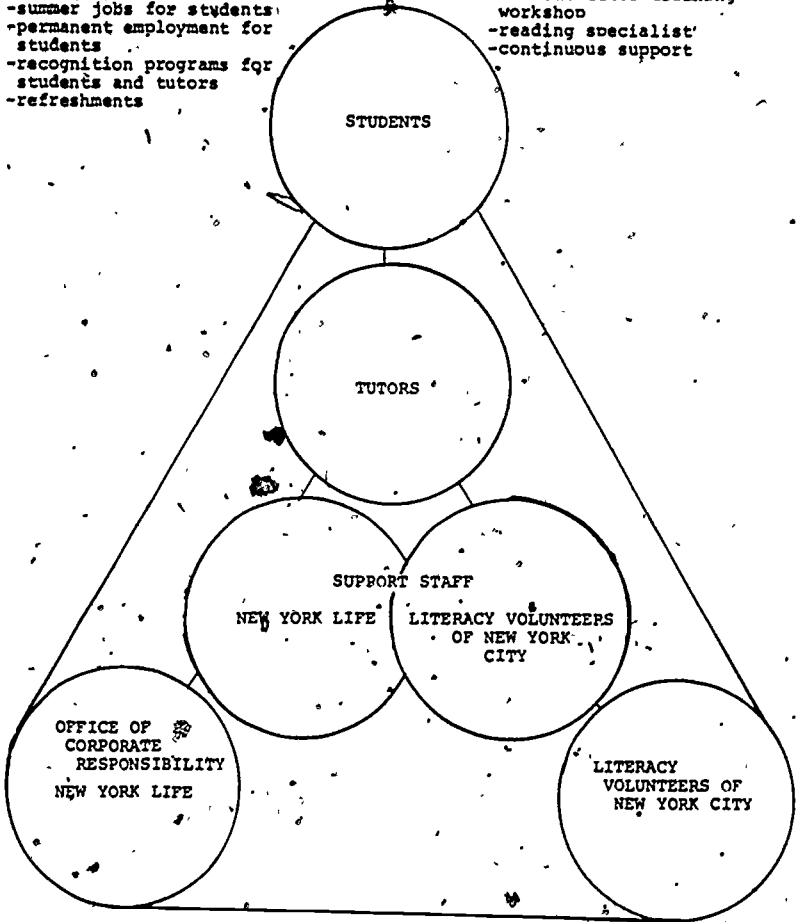 -summer jobs for students
-permanent employment for
students
-recognition programs for
students and tutors
-refreshments
workshop
-reading specialist
-continuous support
STUDENTS
TUTORS
SUPPORT STAFF
NEW YORK LIFE
LITERACY VOLUNTEERS
OF NEW YORK
CITY
OFFICE OF
CORPORATE
RESPONSIBILITY
NEW YORK LIFE
LITERACY
VOLUNTEERS OF
NEW YORK CITY